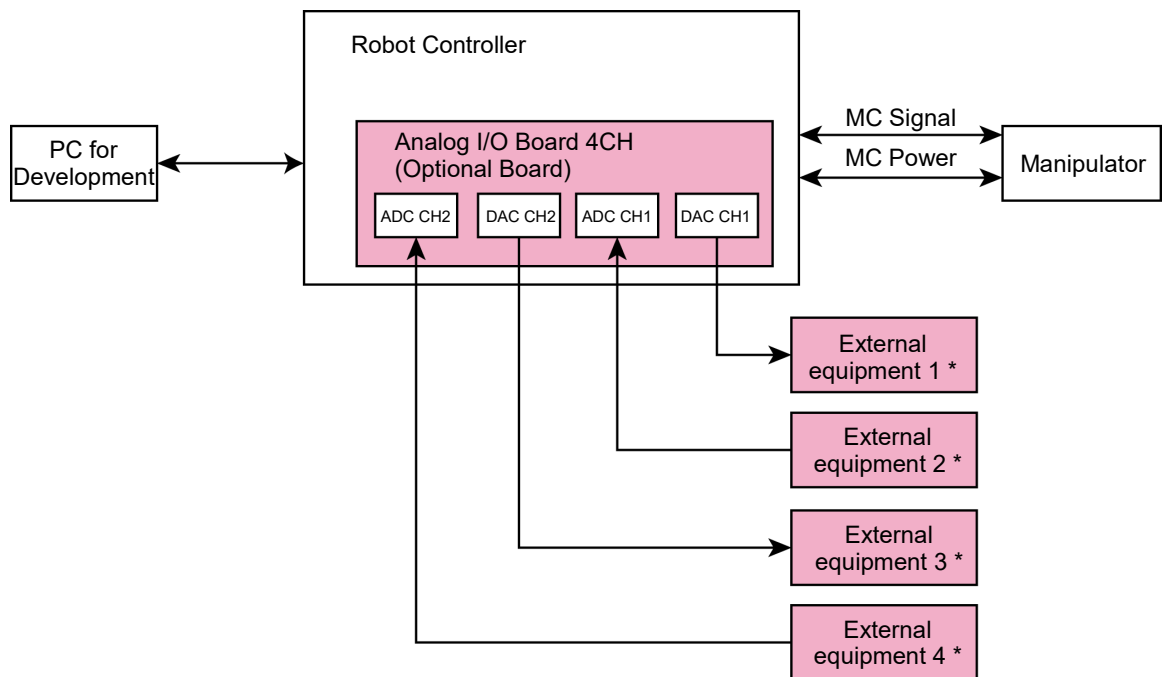 Robot Controller
PC for
Development
Analog I/O Board 4CH
(Optional Board)
ADC CH2
DAC CH2
ADC CH1
DAC CH1
MC Signal
MC Power
Manipulator
External
equipment 1 *
External
equipment 2 *
External
equipment 3 *
External
equipment 4 *